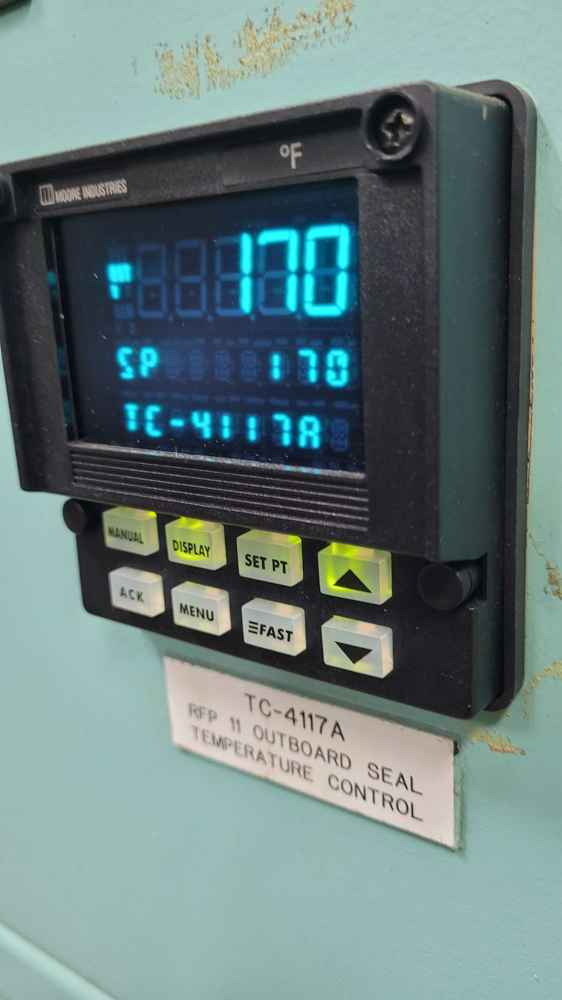 °F
MOORE INDUSTRIES
170
SP 170
TC-4117A
MANUAL DISPLAY SET PT
ACK MENU FAST
TC-4117A
RFP 11 OUTBOARD SEAL
TEMPERATURE CONTROL